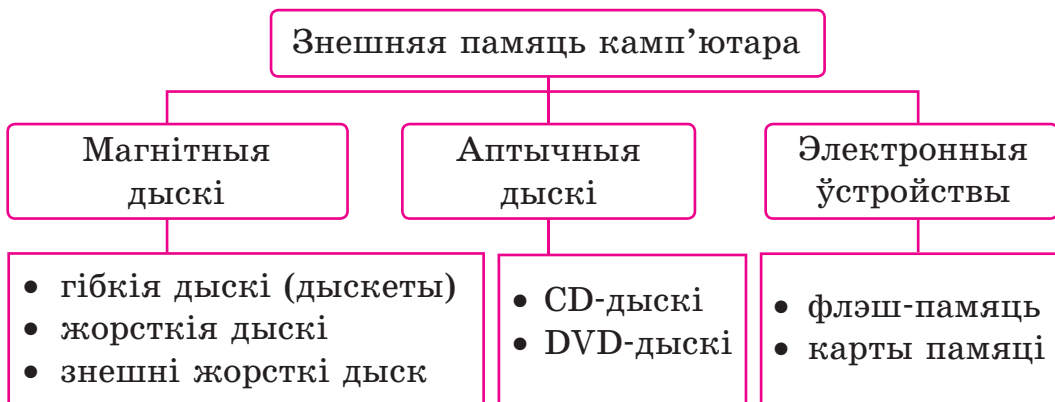 Знешняя памяць камп’ютара
Магнітныя
дыскі
Аптычныя
дыскі
Электронныя
ўстройствы
• гібкія дыскі (дыскеты)
• жорсткія дыскі
• знешні жорсткі дыск
• CD-дыскі
• DVD-дыскі
• флэш-памяць
• карты памяці